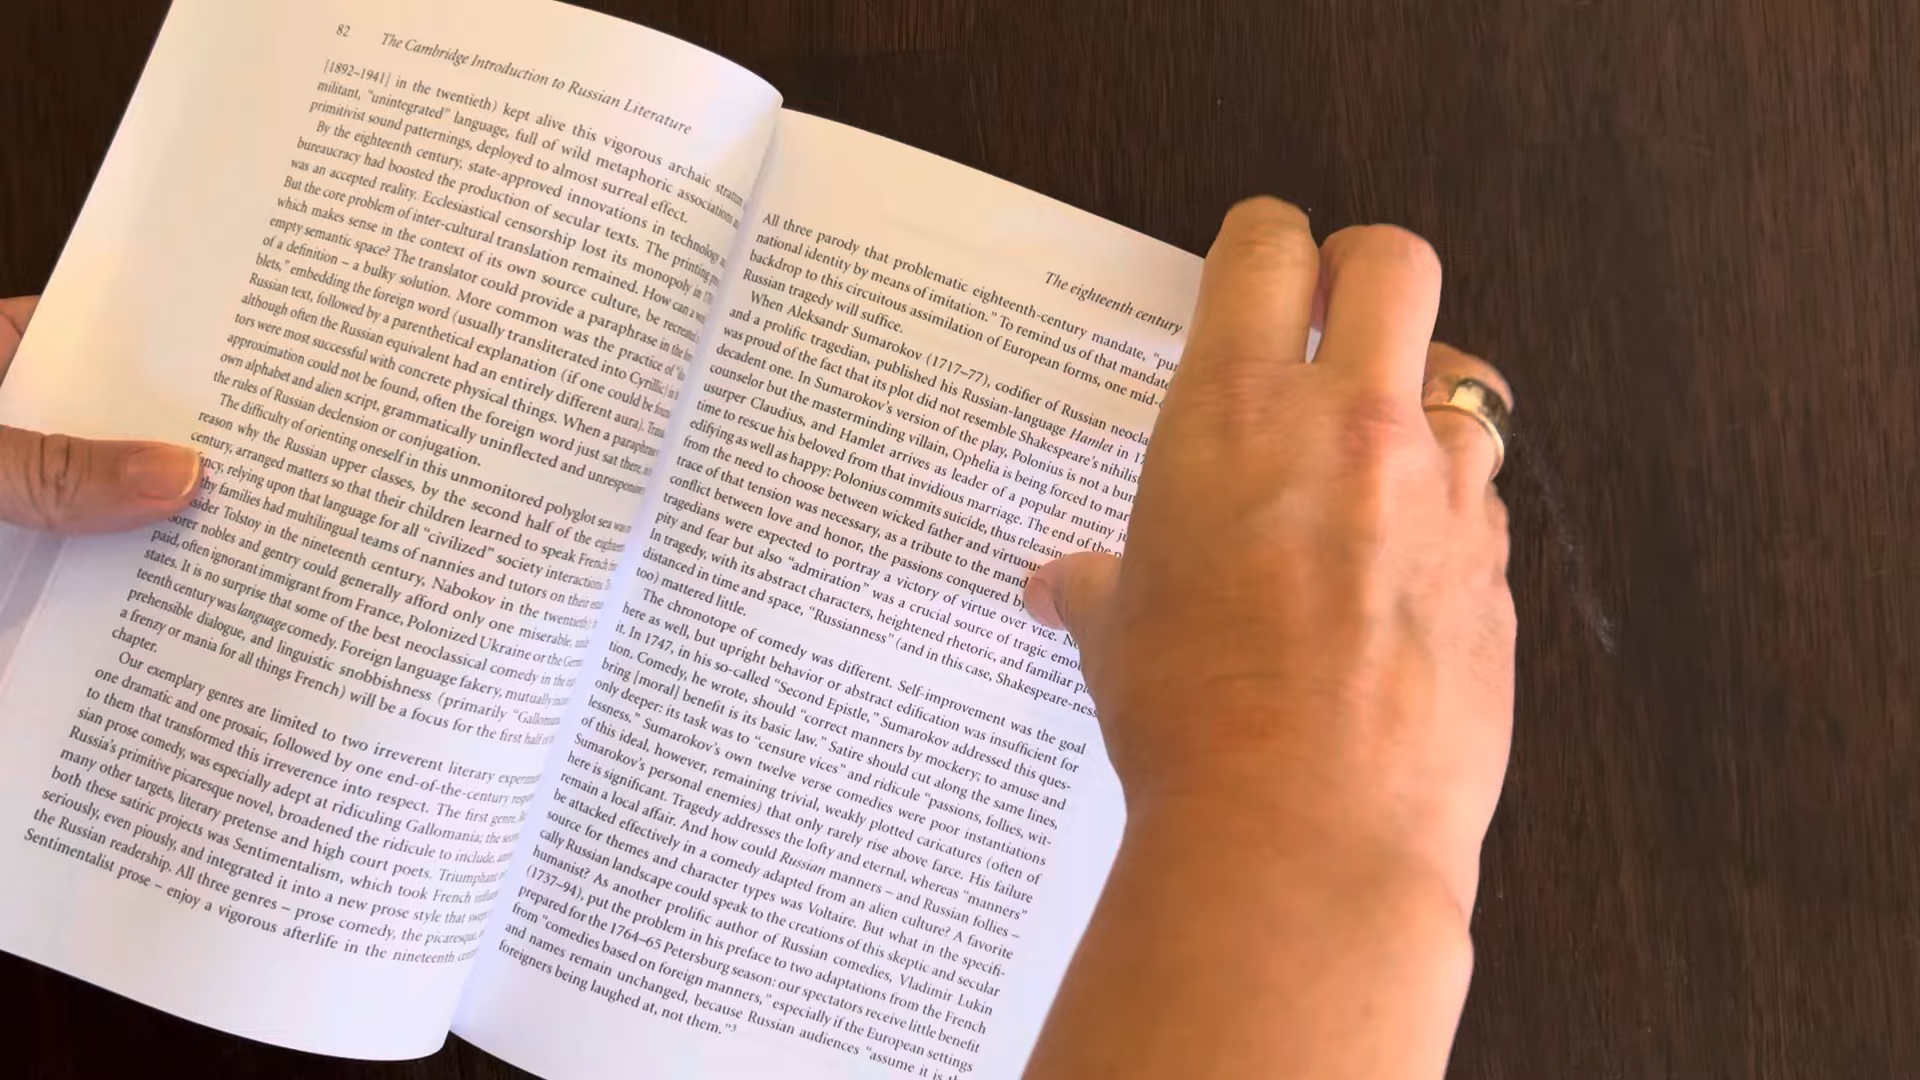 82 The Cambridge Introduction to Russian Literature
[1892–1941] in the twentieth) kept alive this vigorous archaic stratum
militant, "unintegrated" language, full of wild metaphoric associations
primitivist sound patternings, deployed to almost surreal effect.
By the eighteenth century, state-approved innovations in technology
bureaucracy had boosted the production of secular texts. The printing
was an accepted reality. Ecclesiastical censorship lost its monopoly in
But the core problem of inter-cultural translation remained. How can a
which makes sense in the context of its own source culture, be recreated
empty semantic space? The translator could provide a paraphrase in the
of a definition – a bulky solution. More common was the practice of
blets," embedding the foreign word (usually transliterated into Cyrillic)
Russian text, followed by a parenthetical explanation (if one could be found
although often the Russian equivalent had an entirely different aura).
tors were most successful with concrete physical things. When a paraphrase
approximation could not be found, often the foreign word just sat there,
own alphabet and alien script, grammatically uninflected and unresponsive
the rules of Russian declension or conjugation.
The difficulty of orienting oneself in this unmonitored polyglot sea was
reason why the Russian upper classes, by the second half of the eighteenth
century, arranged matters so that their children learned to speak French
relying upon that language for all "civilized" society interactions.
families had multilingual teams of nannies and tutors on their
Tolstoy in the nineteenth century, Nabokov in the twentieth);
nobles and gentry could generally afford only one miserable,
paid, often ignorant immigrant from France, Polonized Ukraine or the
states. It is no surprise that some of the best neoclassical comedy in the
teenth century was language comedy. Foreign language fakery, mutually
prehensible dialogue, and linguistic snobbishness (primarily "Gallomania
a frenzy or mania for all things French) will be a focus for the first half
chapter.
Our exemplary genres are limited to two irreverent literary
one dramatic and one prosaic, followed by one end-of-the-century
to them that transformed this irreverence into respect. The first genre,
sian prose comedy, was especially adept at ridiculing Gallomania; the
Russia's primitive picaresque novel, broadened the ridicule to include,
many other targets, literary pretense and high court poets. Triumphant
both these satiric projects was Sentimentalism, which took French
seriously, even piously, and integrated it into a new prose style that
the Russian readership. All three genres – prose comedy, the picaresque,
Sentimentalist prose – enjoy a vigorous afterlife in the nineteenth
The eighteenth century
All three parody that problematic eighteenth-century mandate,
national identity by means of imitation." To remind us of that mandate
backdrop to this circuitous assimilation of European forms, one
Russian tragedy will suffice.
When Aleksandr Sumarokov (1717–77), codifier of Russian
and a prolific tragedian, published his Russian-language Hamlet in
was proud of the fact that its plot did not resemble Shakespeare's
decadent one. In Sumarokov's version of the play, Polonius is not a
counselor but the masterminding villain, Ophelia is being forced to
usurper Claudius, and Hamlet arrives as leader of a popular mutiny
time to rescue his beloved from that invidious marriage. The end of the
edifying as well as happy: Polonius commits suicide, thus
from the need to choose between wicked father and
trace of that tension was necessary, as a tribute to the
conflict between love and honor, the passions conquered
tragedians were expected to portray a victory of virtue over vice.
pity and fear but also "admiration" was a crucial source of tragic
In tragedy, with its abstract characters, heightened rhetoric, and familiar
distanced in time and space, "Russianness" (and in this case, Shakespeare-ness
too) mattered little.
The chronotope of comedy was different. Self-improvement was the goal
here as well, but upright behavior or abstract edification was insufficient for
it. In 1747, in his so-called "Second Epistle," Sumarokov addressed this ques-
tion. Comedy, he wrote, should "correct manners by mockery; to amuse and
bring [moral] benefit is its basic law." Satire should cut along the same lines,
only deeper: its task was to "censure vices" and ridicule "passions, follies, wit-
lessness." Sumarokov's own twelve verse comedies were poor instantiations
of this ideal, however, remaining trivial, weakly plotted caricatures (often of
Sumarokov's personal enemies) that only rarely rise above farce. His failure
here is significant. Tragedy addresses the lofty and eternal, whereas "manners"
remain a local affair. And how could Russian manners – and Russian follies –
be attacked effectively in a comedy adapted from an alien culture? A favorite
source for themes and character types was Voltaire. But what in the specifi-
cally Russian landscape could speak to the creations of this skeptic and secular
humanist? As another prolific author of Russian comedies, Vladimir Lukin
(1737–94), put the problem in his preface to two adaptations from the French
prepared for the 1764–65 Petersburg season: our spectators receive little benefit
from "comedies based on foreign manners," especially if the European settings
and names remain unchanged, because Russian audiences "assume it is
foreigners being laughed at, not them."3